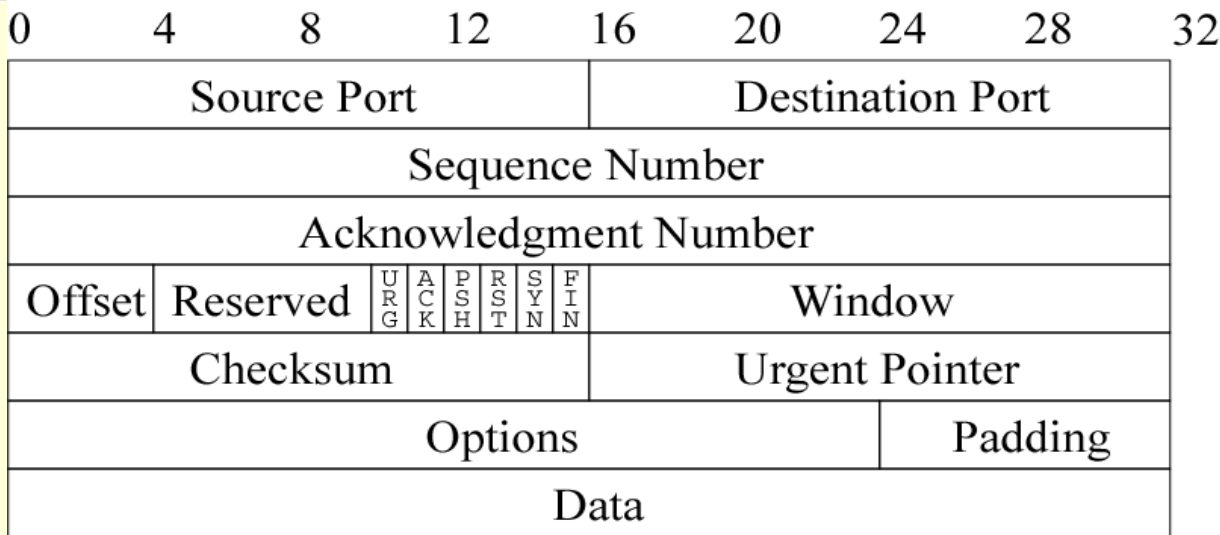 0 4 8 12 16 20 24 28 32
Source Port Destination Port
Sequence Number
Acknowledgment Number
Offset Reserved URG ACK PSH RST SYN FIN Window
Checksum Urgent Pointer
Options Padding
Data